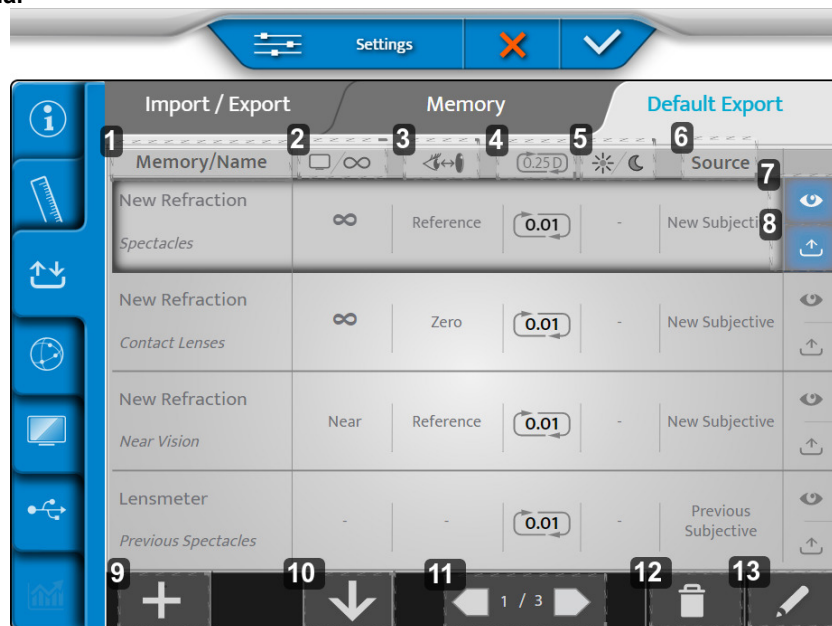 Settings
Import / Export
Memory
Default Export
1
2
3
4
5
6
Memory/Name
0.25 D
Source
7
New Refraction
Spectacles
∞
Reference
0.01
-
New Subjecti
8
New Refraction
Contact Lenses
∞
Zero
0.01
-
New Subjective
New Refraction
Near Vision
Near
Reference
0.01
-
New Subjective
Lensmeter
Previous Spectacles
-
-
0.01
-
Previous
Subjective
9
10
11
12
13
1 / 3